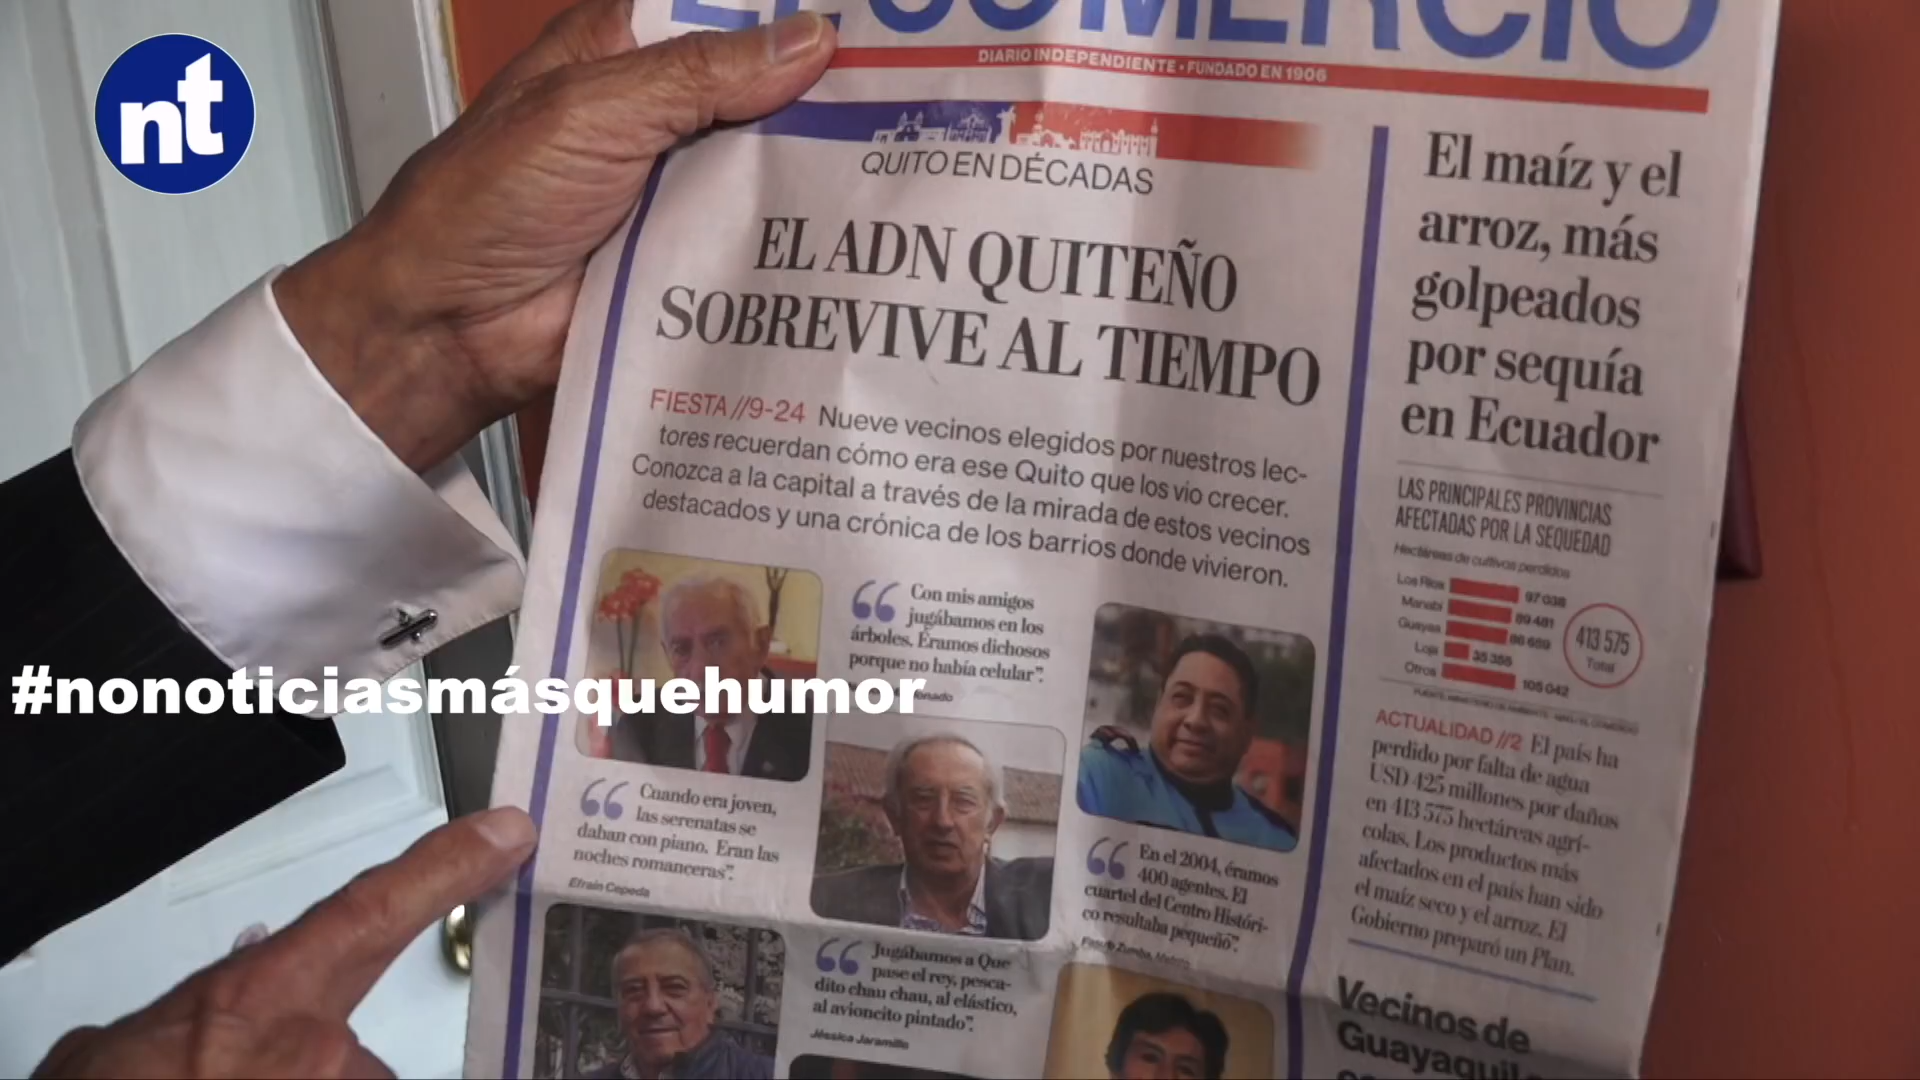 nt
EL COMERCIO
DIARIO INDEPENDIENTE • FUNDADO EN 1906
QUITO EN DÉCADAS
EL ADN QUITEÑO
SOBREVIVE AL TIEMPO
FIESTA //9-24 Nueve vecinos elegidos por nuestros lec-
tores recuerdan cómo era ese Quito que los vio crecer.
Conozca a la capital a través de la mirada de estos vecinos
destacados y una crónica de los barrios donde vivieron.
“ Con mis amigos
jugábamos en los
árboles. Éramos dichosos
porque no había celular”.
#nonoticiasmásquehumor
“ Cuando era joven,
las serenatas se
daban con piano. Eran las
noches romanceras”.
Efraín Cepeda
“ En el 2004, éramos
400 agentes. El
cuartel del Centro Históri-
co resultaba pequeño”.
Zumba, Metro
“ Jugábamos a Que
pase el rey, pesca-
dito chau chau, al elástico,
al avioncito pintado”.
Jéssica Jaramillo
El maíz y el
arroz, más
golpeados
por sequía
en Ecuador
LAS PRINCIPALES PROVINCIAS
AFECTADAS POR LA SEQUEDAD
Hectáreas de cultivos perdidos
Los Ríos 97 038
Manabí 89 481
Guayas 86 659
Loja 35 355
Otros 105 042
413 575
Total
ACTUALIDAD //2 El país ha
perdido por falta de agua
USD 425 millones por daños
en 413 575 hectáreas agrí-
colas. Los productos más
afectados en el país han sido
el maíz seco y el arroz. El
Gobierno preparó un Plan.
Vecinos de
Guayaquil